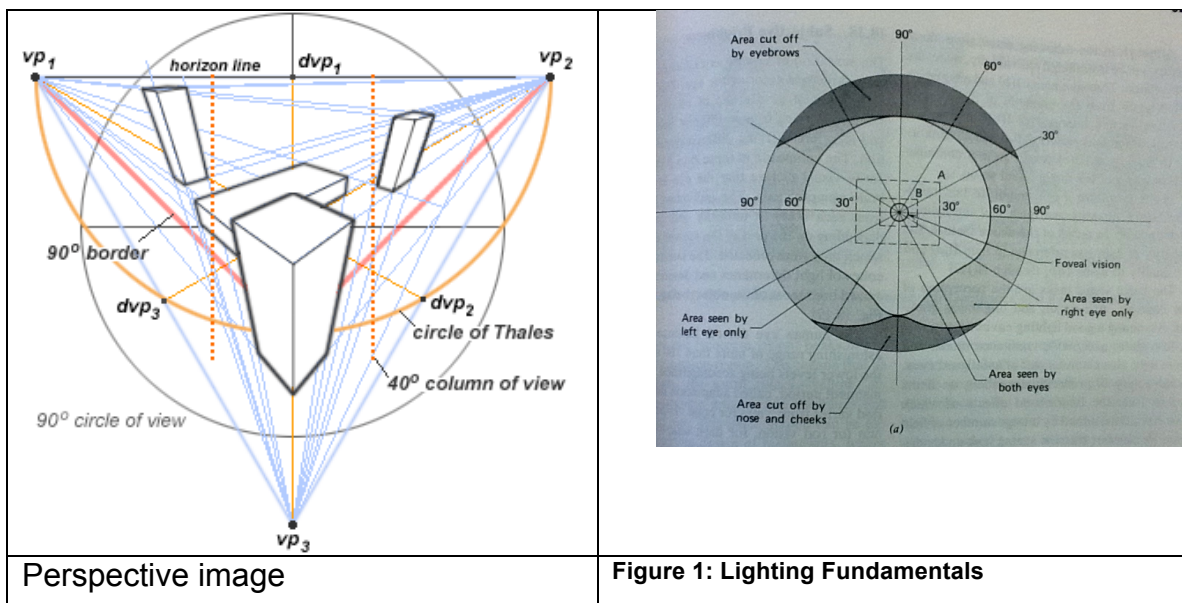 vp1
horizon line
dvp1
vp2
90° border
dvp3
dvp2
circle of Thales
40° column of view
90° circle of view
vp3
Perspective image
Area cut off
by eyebrows
90°
60°
30°
A
B
90°
60°
30°
30°
60°
90°
Foveal vision
Area seen by
left eye only
Area seen by
right eye only
Area seen by
both eyes
Area cut off by
nose and cheeks
(a)
Figure 1: Lighting Fundamentals